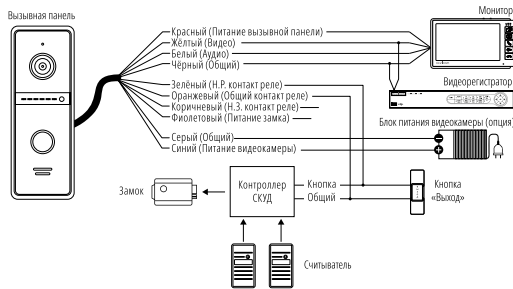 Вызывная панель
Монитор
Красный (Питание вызывной панели)
Жёлтый (Видео)
Белый (Аудио)
Чёрный (Общий)
Видеорегистратор
Зелёный (Н.Р. контакт реле)
Оранжевый (Общий контакт реле)
Коричневый (Н.З. контакт реле)
Фиолетовый (Питание замка)
Блок питания видеокамеры (опция)
Серый (Общий)
Синий (Питание видеокамеры)
Замок
Контроллер
СКУД
Кнопка
Общий
Кнопка
«Выход»
Считыватель